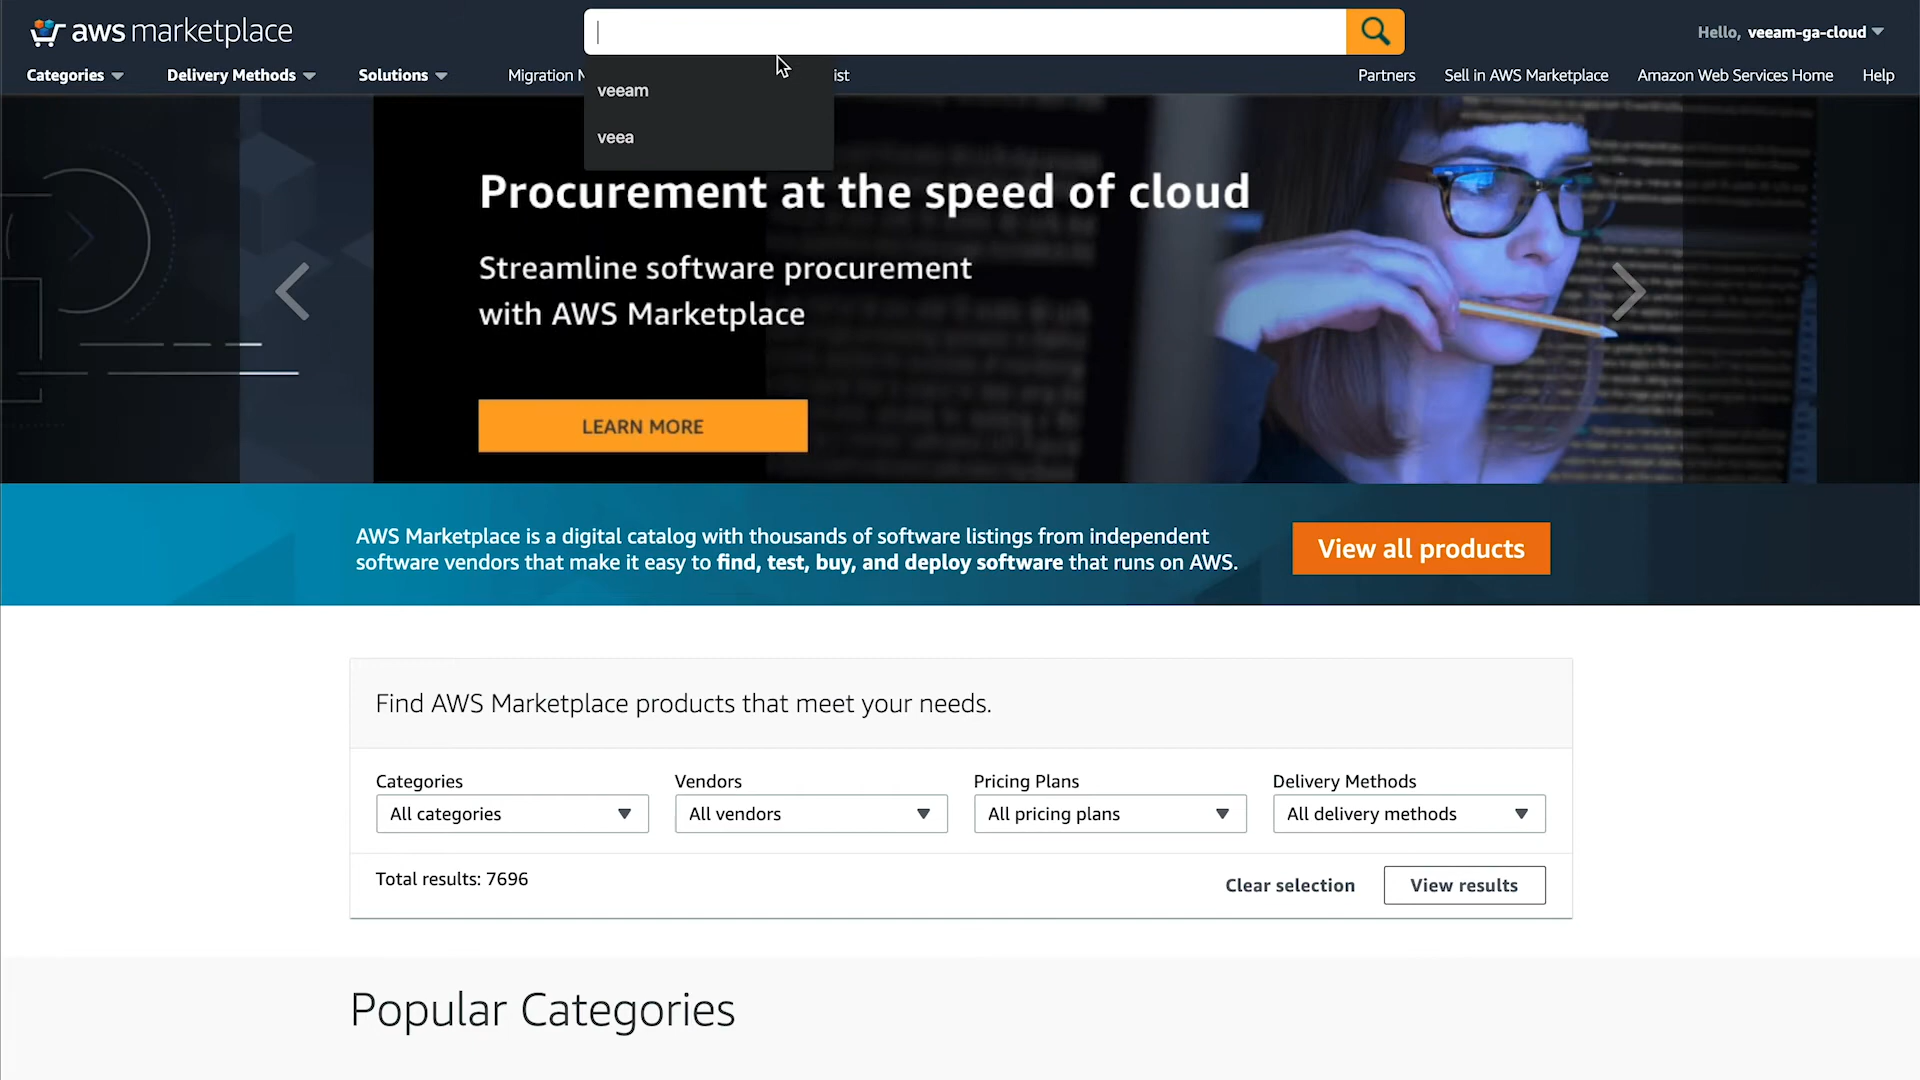 aws marketplace
Hello, veeam-ga-cloud
Categories
Delivery Methods
Solutions
Migration
ist
Partners
Sell in AWS Marketplace
Amazon Web Services Home
Help
veeam
veea
Procurement at the speed of cloud
Streamline software procurement
with AWS Marketplace
LEARN MORE
AWS Marketplace is a digital catalog with thousands of software listings from independent
software vendors that make it easy to find, test, buy, and deploy software that runs on AWS.
View all products
Find AWS Marketplace products that meet your needs.
Categories
Vendors
Pricing Plans
Delivery Methods
All categories
All vendors
All pricing plans
All delivery methods
Total results: 7696
Clear selection
View results
Popular Categories